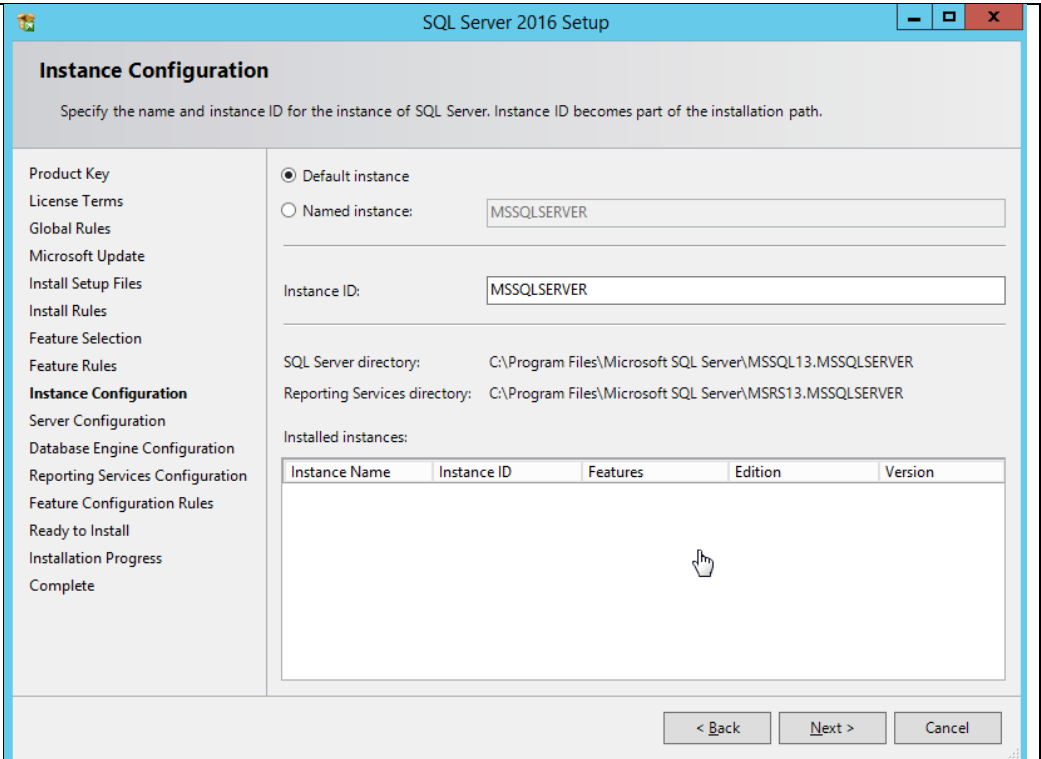 SQL Server 2016 Setup
Instance Configuration
Specify the name and instance ID for the instance of SQL Server. Instance ID becomes part of the installation path.
Product Key
License Terms
Global Rules
Microsoft Update
Install Setup Files
Install Rules
Feature Selection
Feature Rules
Instance Configuration
Server Configuration
Database Engine Configuration
Reporting Services Configuration
Feature Configuration Rules
Ready to Install
Installation Progress
Complete
Default instance
Named instance: MSSQLSERVER
Instance ID: MSSQLSERVER
SQL Server directory: C:\Program Files\Microsoft SQL Server\MSSQL13.MSSQLSERVER
Reporting Services directory: C:\Program Files\Microsoft SQL Server\MSRS13.MSSQLSERVER
Installed instances:
Instance Name Instance ID Features Edition Version
< Back Next > Cancel